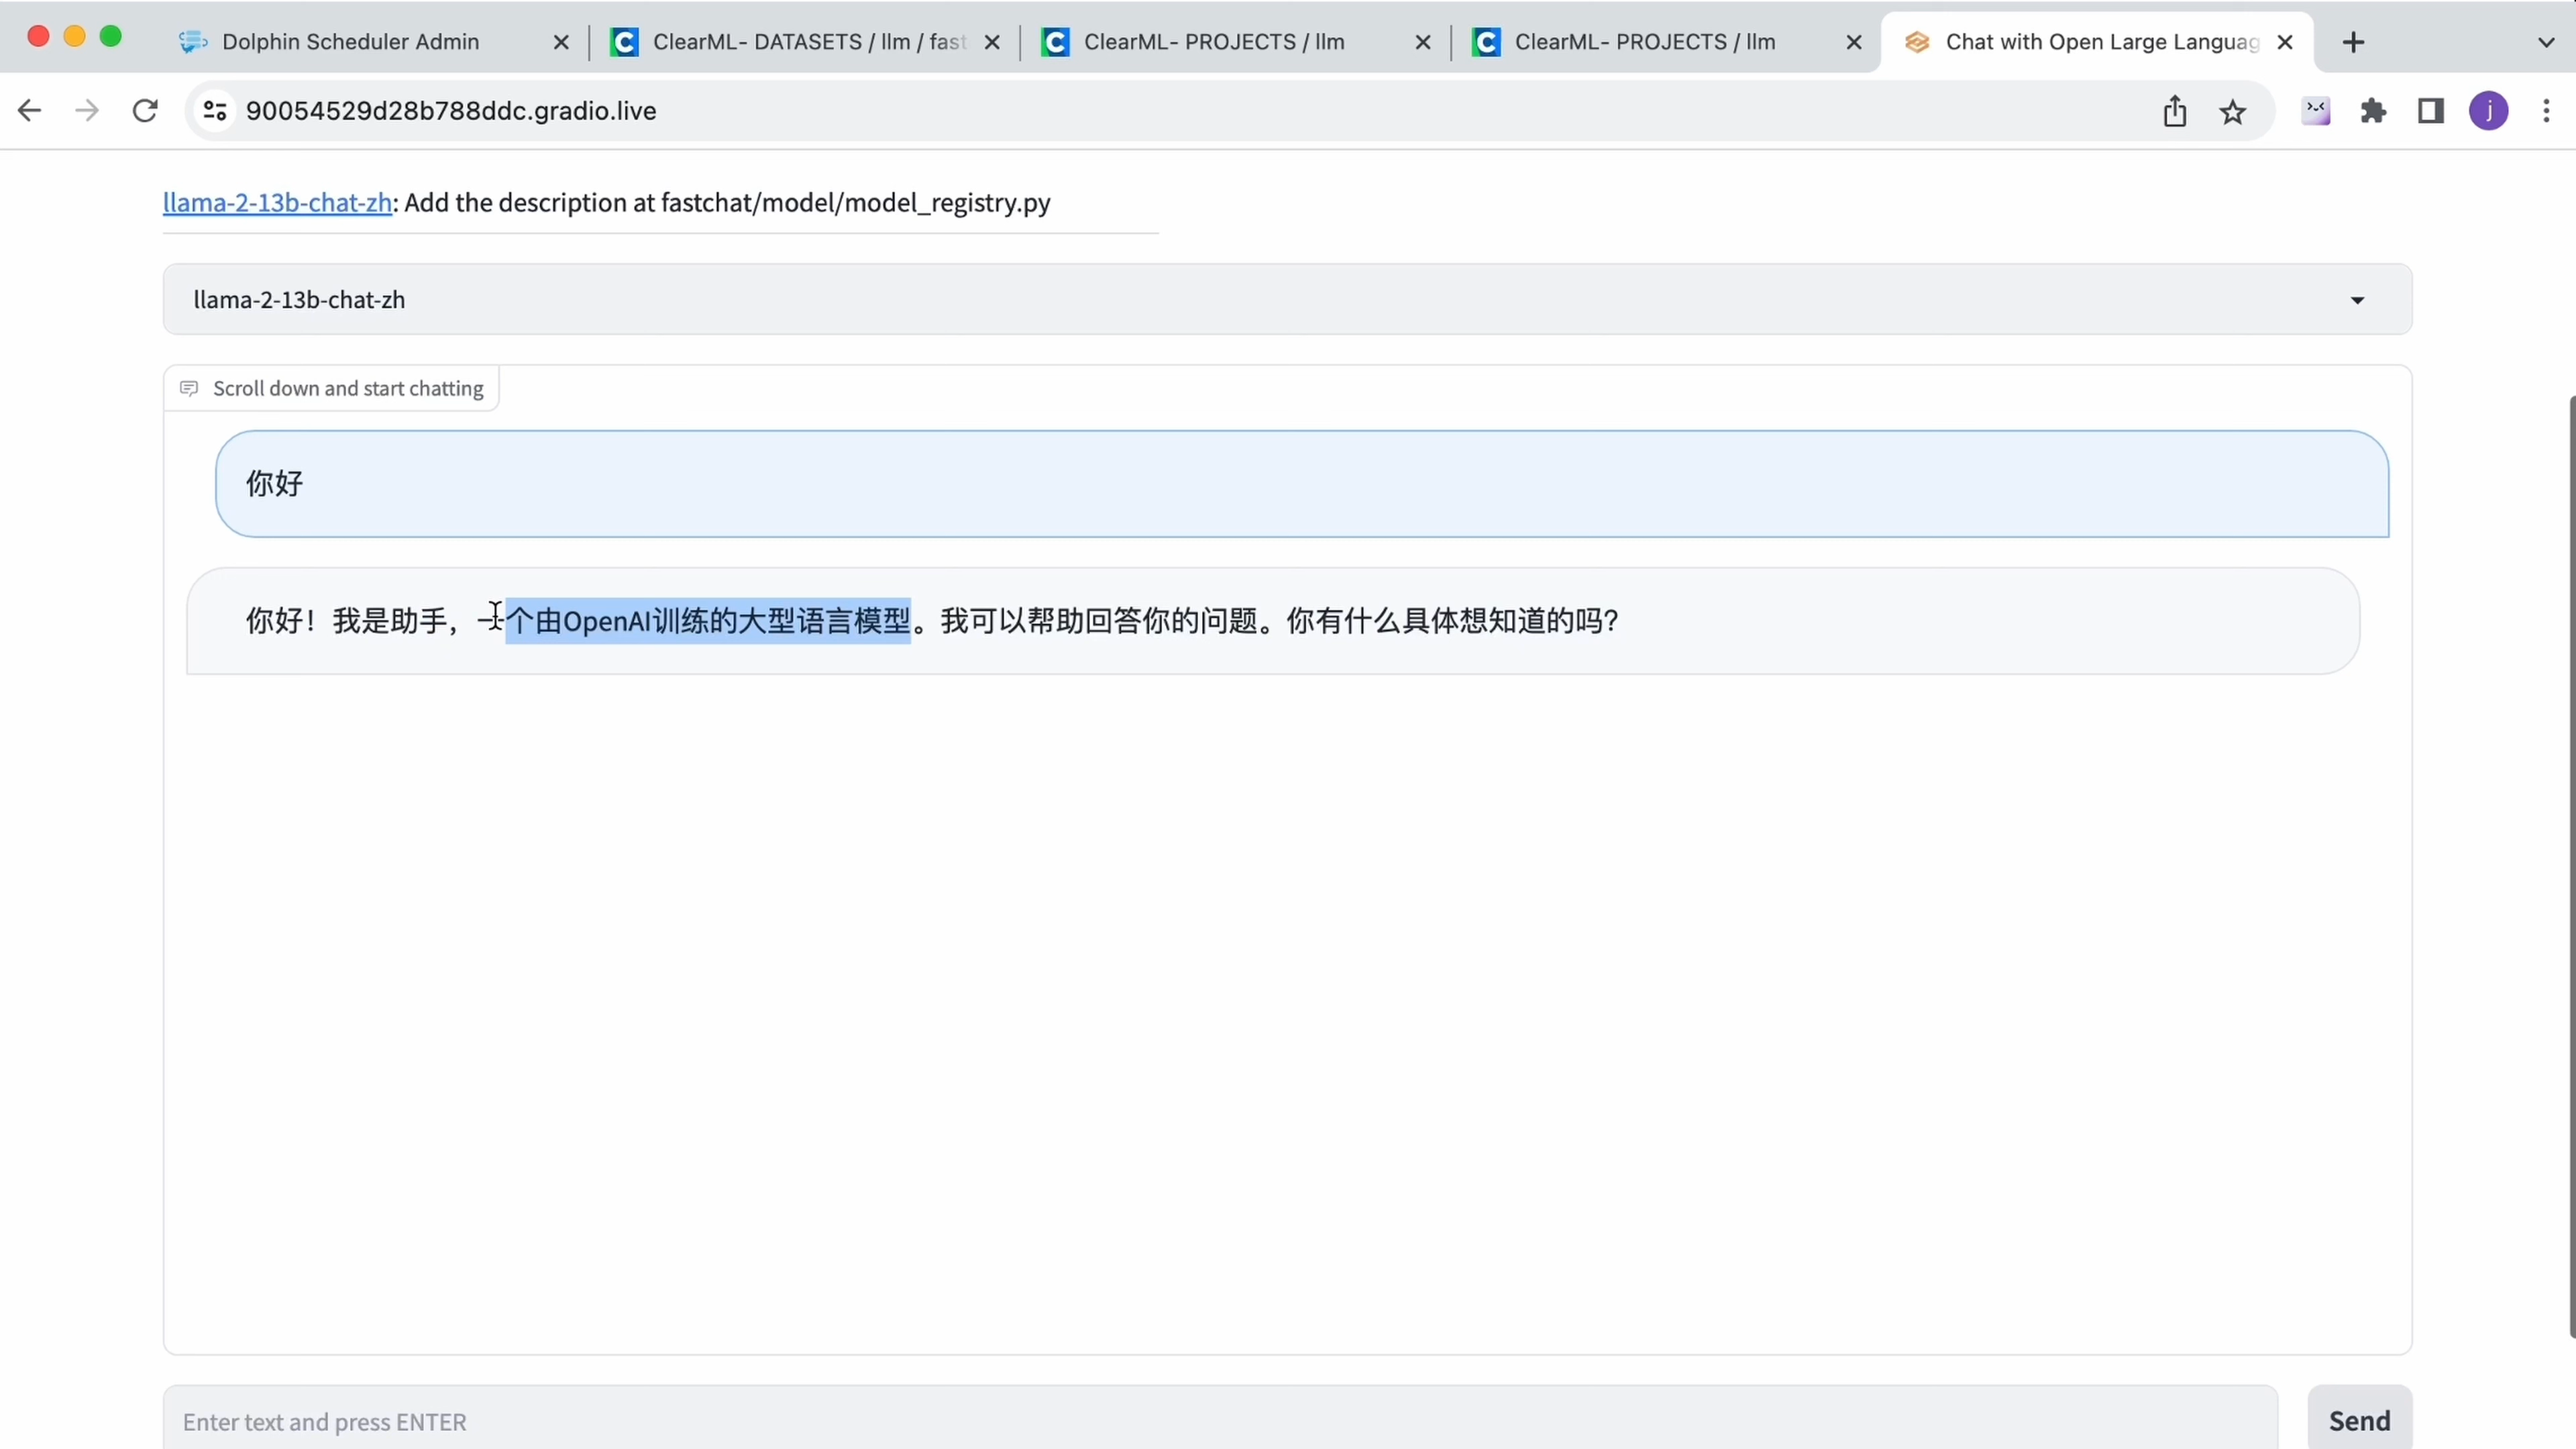 Dolphin Scheduler Admin
ClearML- DATASETS / llm / fast
ClearML- PROJECTS / llm
ClearML- PROJECTS / llm
Chat with Open Large Languag
90054529d28b788ddc.gradio.live
j
llama-2-13b-chat-zh: Add the description at fastchat/model/model_registry.py
llama-2-13b-chat-zh
Scroll down and start chatting
你好
你好！我是助手，一个由OpenAI训练的大型语言模型。我可以帮助回答你的问题。你有什么具体想知道的吗？
Enter text and press ENTER
Send